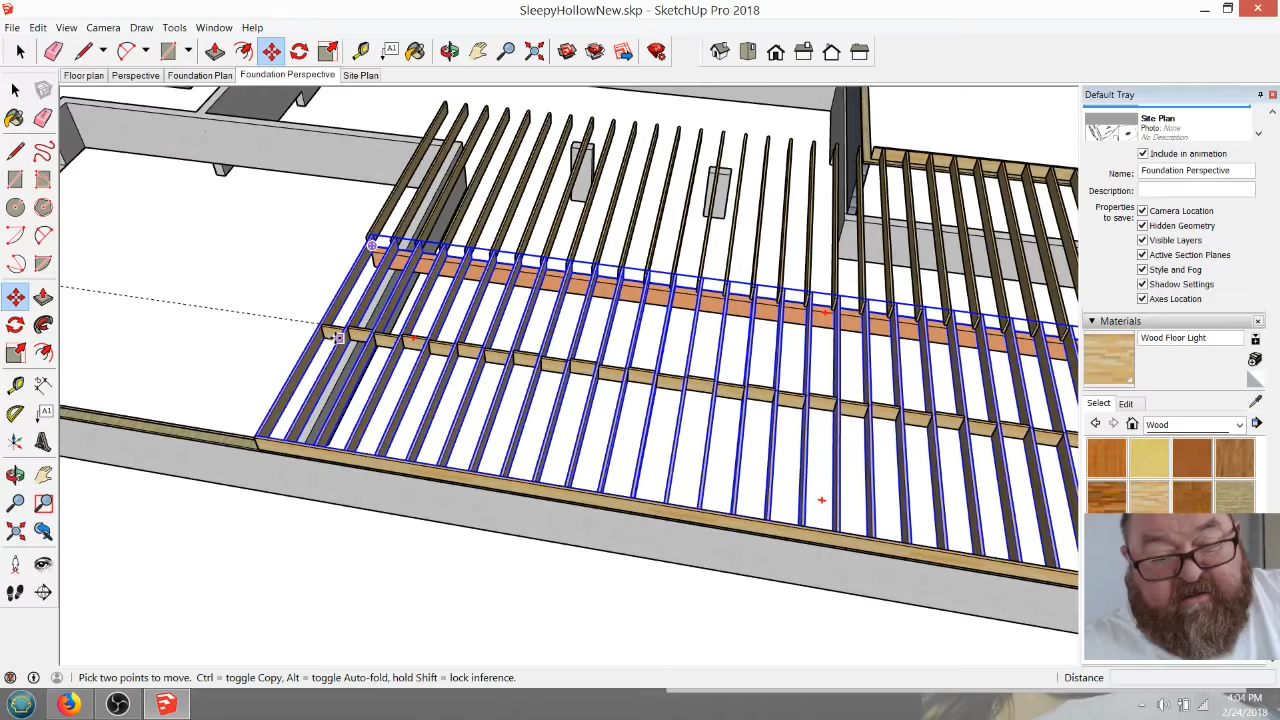 SleepyHollowNew.skp - SketchUp Pro 2018
File Edit View Camera Draw Tools Window Help
A1
Floor plan Perspective Foundation Plan Foundation Perspective Site Plan
Default Tray
Site Plan
Photo: None
No Description
Include in animation
Name: Foundation Perspective
Description:
Properties to save:
Camera Location
Hidden Geometry
Visible Layers
Active Section Planes
Style and Fog
Shadow Settings
Axes Location
Materials
Wood Floor Light
Select Edit
Wood
A1
Pick two points to move. Ctrl = toggle Copy, Alt = toggle Auto-fold, hold Shift = lock inference.
Distance
4:04 PM
2/24/2018